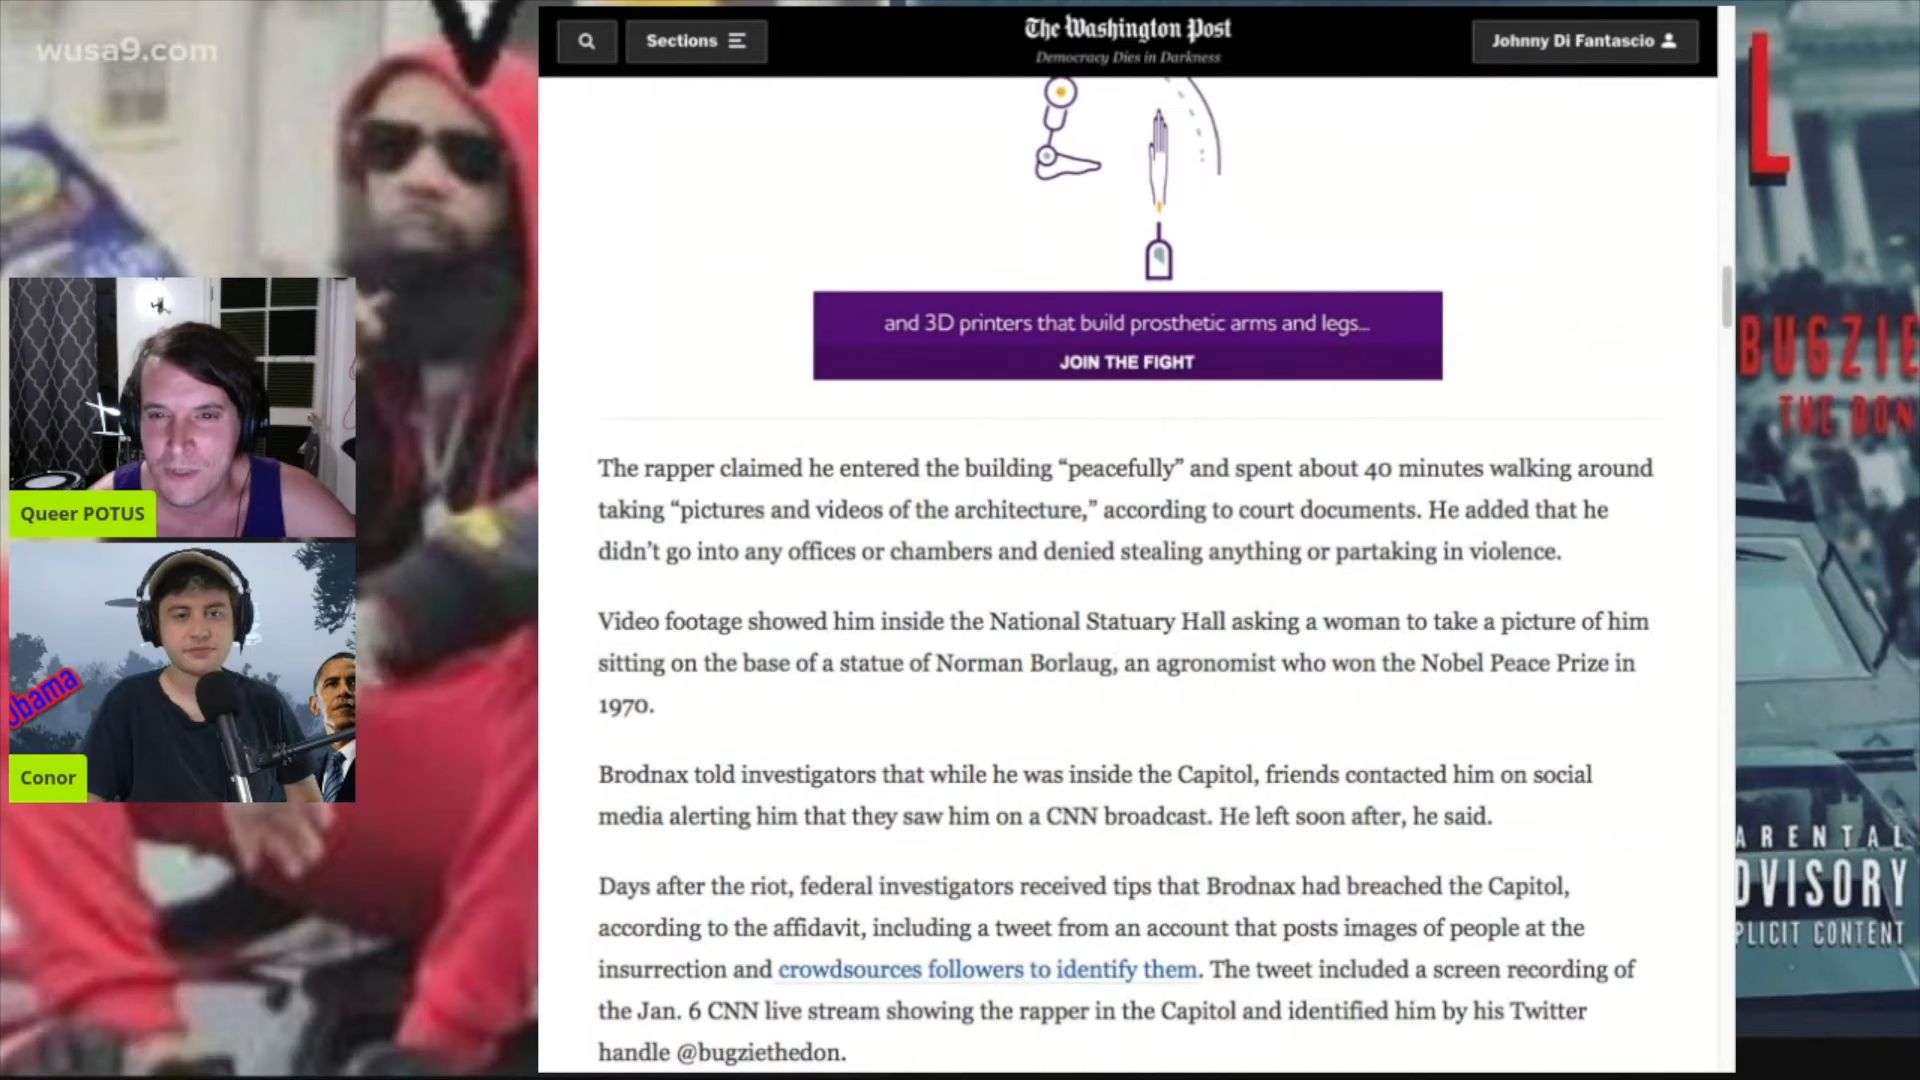 wusa9.com
Sections
The Washington Post
Democracy Dies in Darkness
Johnny Di Fantascio
and 3D printers that build prosthetic arms and legs...
JOIN THE FIGHT
The rapper claimed he entered the building “peacefully” and spent about 40 minutes walking around
taking “pictures and videos of the architecture,” according to court documents. He added that he
didn’t go into any offices or chambers and denied stealing anything or partaking in violence.
Video footage showed him inside the National Statuary Hall asking a woman to take a picture of him
sitting on the base of a statue of Norman Borlaug, an agronomist who won the Nobel Peace Prize in
1970.
Brodnax told investigators that while he was inside the Capitol, friends contacted him on social
media alerting him that they saw him on a CNN broadcast. He left soon after, he said.
Days after the riot, federal investigators received tips that Brodnax had breached the Capitol,
according to the affidavit, including a tweet from an account that posts images of people at the
insurrection and crowdsources followers to identify them. The tweet included a screen recording of
the Jan. 6 CNN live stream showing the rapper in the Capitol and identified him by his Twitter
handle @bugziethedon.
Queer POTUS
Obama
Conor
L
BUGZIE
THE DON
ARENTAL
DVISORY
PLICIT CONTENT